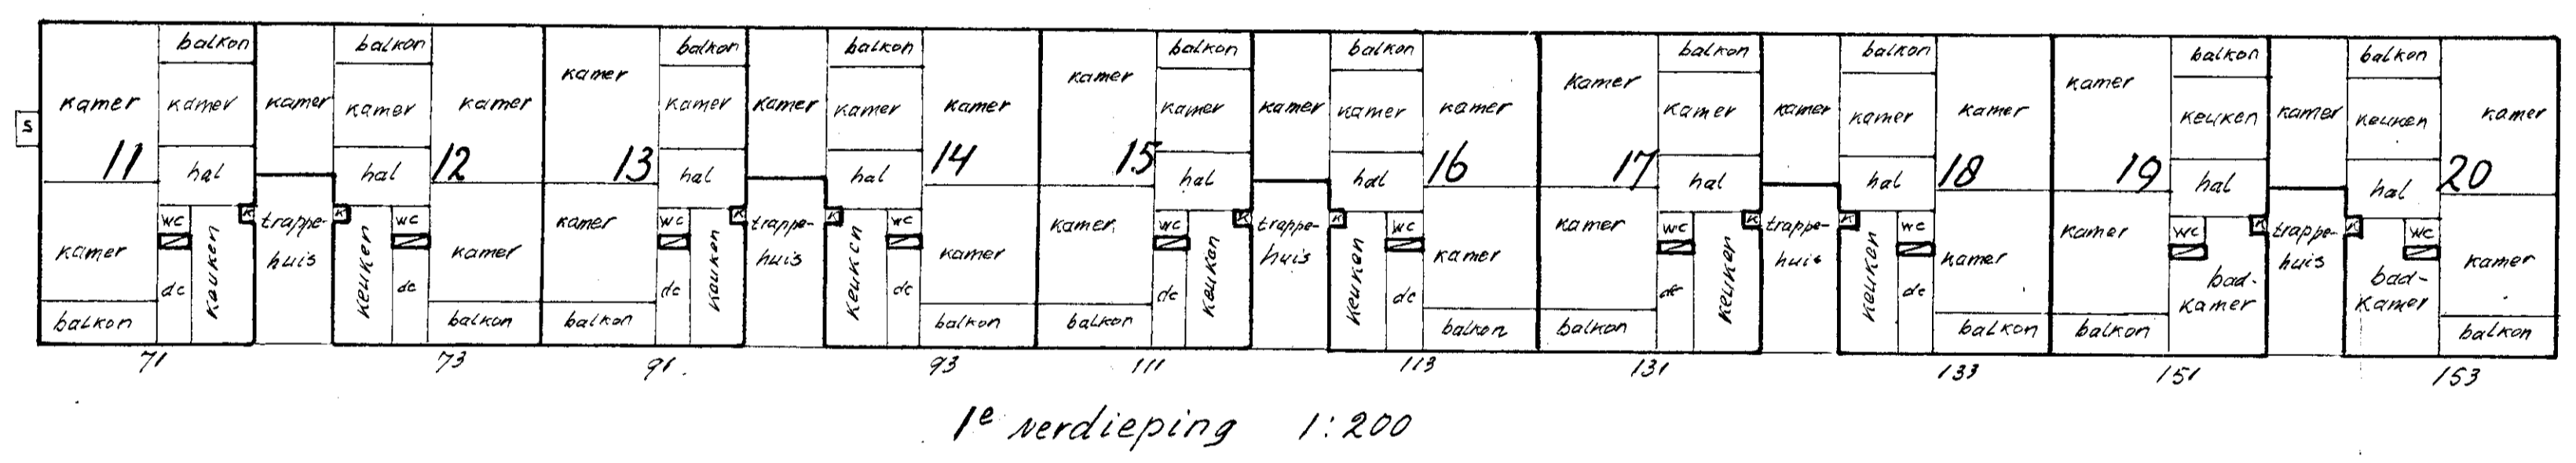 balkon balkon balkon balkon balkon balkon balkon balkon balkon balkon
kamer kamer kamer kamer
kamer kamer kamer kamer kamer kamer kamer kamer kamer kamer kamer kamer kamer kamer kamer kamer kamer keuken kamer keuken kamer
S
11 12 13 14 15 16 17 18 19 20
hal hal hal hal hal hal hal hal hal hal
wc K K wc wc K K wc wc K K wc wc K K wc wc K K wc
kamer trappe- kamer trappe- kamer trappe- kamer trappe- kamer trappe-
huis huis huis huis huis
kamer keuken keuken kamer keuken keuken kamer keuken keuken kamer keuken keuken kamer kamer
dc dc dc dc dc dc dc dc
bad- bad-
kamer kamer
balkon balkon balkon balkon balkon balkon balkon balkon balkon balkon
71 73 91 93 111 113 131 133 151 153
1e verdieping 1:200